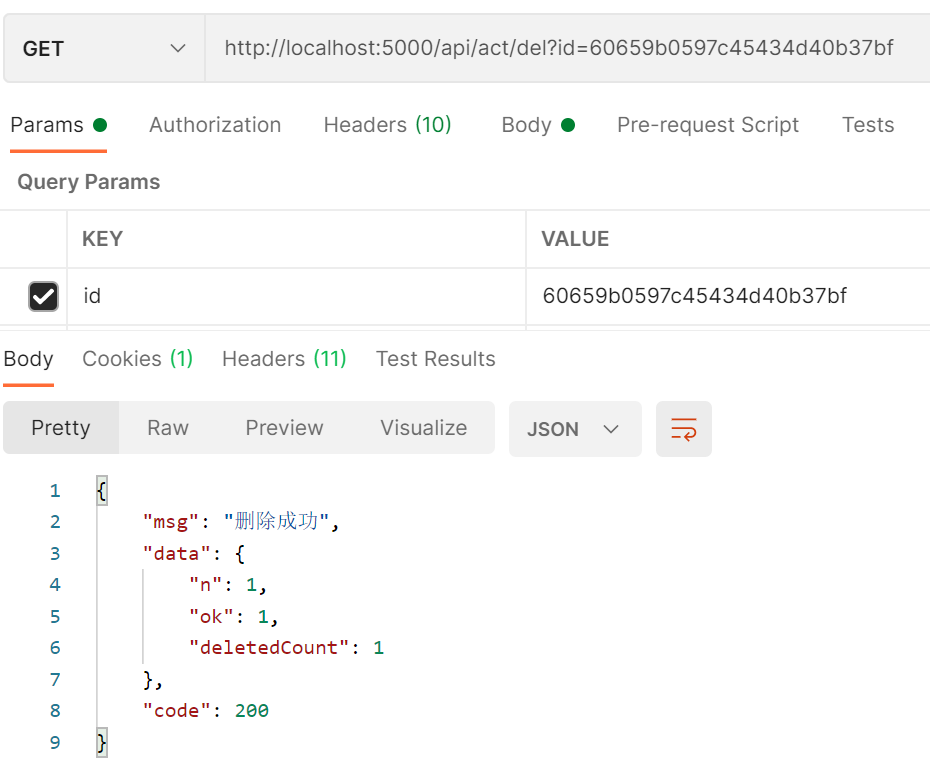 GET http://localhost:5000/api/act/del?id=60659b0597c45434d40b37bf
Params Authorization Headers (10) Body Pre-request Script Tests
Query Params
KEY VALUE
id 60659b0597c45434d40b37bf
Body Cookies (1) Headers (11) Test Results
Pretty Raw Preview Visualize JSON
1 {
2 "msg": "删除成功",
3 "data": {
4 "n": 1,
5 "ok": 1,
6 "deletedCount": 1
7 },
8 "code": 200
9 }